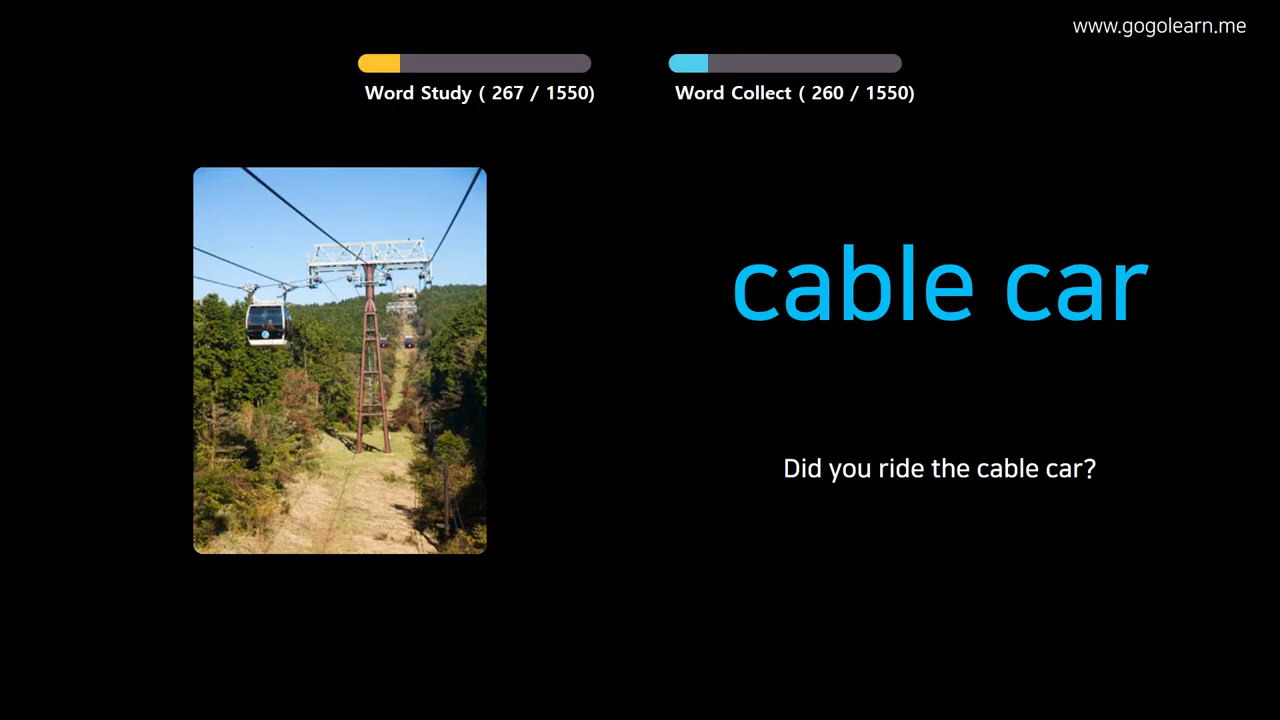 www.gogolearn.me
Word Study ( 267 / 1550)
Word Collect ( 260 / 1550)
cable car
Did you ride the cable car?